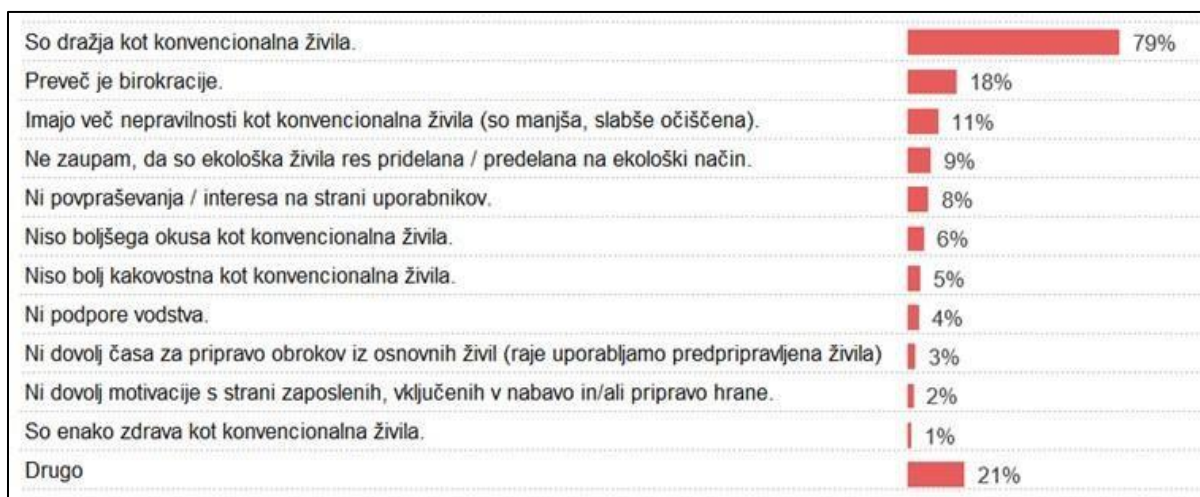 So dražja kot konvencionalna živila. 79%
Preveč je birokracije. 18%
Imajo več nepravilnosti kot konvencionalna živila (so manjša, slabše očiščena). 11%
Ne zaupam, da so ekološka živila res pridelana / predelana na ekološki način. 9%
Ni povpraševanja / interesa na strani uporabnikov. 8%
Niso boljšega okusa kot konvencionalna živila. 6%
Niso bolj kakovostna kot konvencionalna živila. 5%
Ni podpore vodstva. 4%
Ni dovolj časa za pripravo obrokov iz osnovnih živil (raje uporabljamo predpripravljena živila) 3%
Ni dovolj motivacije s strani zaposlenih, vključenih v nabavo in/ali pripravo hrane. 2%
So enako zdrava kot konvencionalna živila. 1%
Drugo 21%